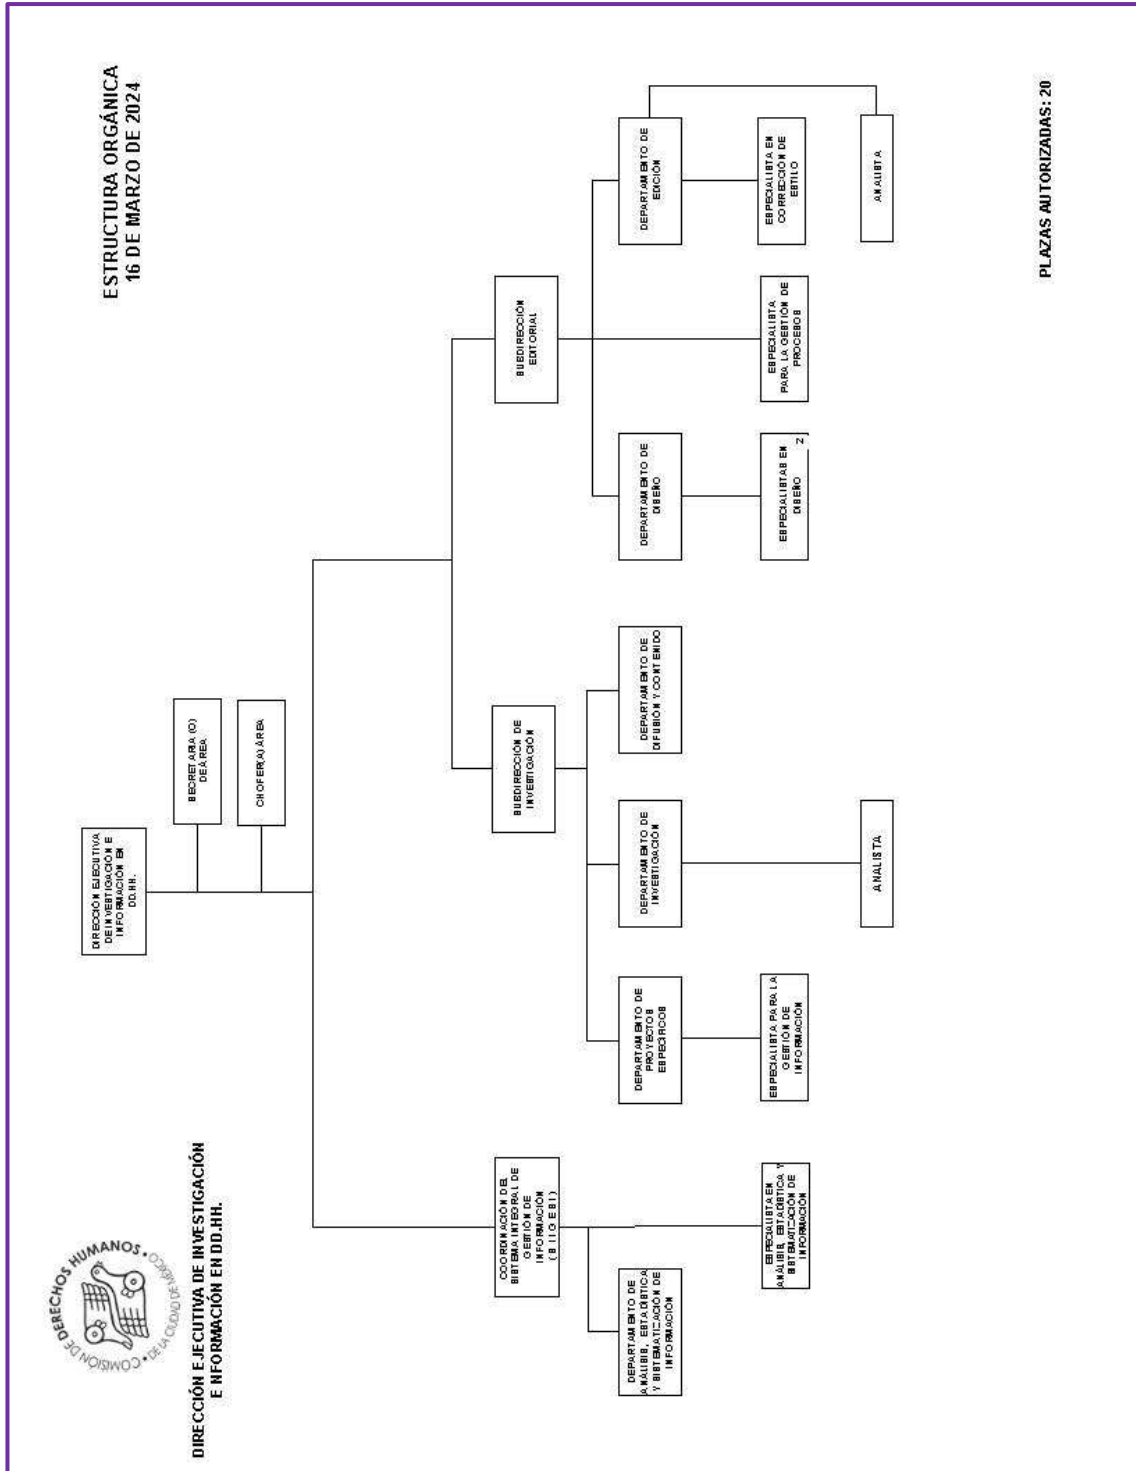 COMISIÓN DE DERECHOS HUMANOS • DE LA CIUDAD DE MÉXICO •
DIRECCIÓN EJECUTIVA DE INVESTIGACIÓN
E NFORMACIÓN EN DD.HH.
ESTRUCTURA ORGÁNICA
16 DE MARZO DE 2024
DIRECCIÓN EJECUTIVA
DE INVESTIGACIÓN E
INFORMACIÓN EN
DD.HH.
SECRETARIA (O)
DE ÁREA
CHOFER(A) ÁREA
COORDINACIÓN DEL
SISTEMA INTEGRAL DE
GESTIÓN DE
INFORMACIÓN
(SIIGESI)
SUBDIRECCIÓN DE
INVESTIGACIÓN
SUBDIRECCIÓN
EDITORIAL
DEPARTAMENTO DE
ANÁLISIS, ESTADÍSTICA
Y SISTEMATIZACIÓN DE
INFORMACIÓN
DEPARTAMENTO DE
PROYECTOS
ESPECÍFICOS
DEPARTAMENTO DE
INVESTIGACIÓN
DEPARTAMENTO DE
DIFUSIÓN Y CONTENIDO
DEPARTAMENTO DE
DISEÑO
DEPARTAMENTO DE
EDICIÓN
ESPECIALISTA EN
ANÁLISIS, ESTADÍSTICA Y
SISTEMATIZACIÓN DE
INFORMACIÓN
ESPECIALISTA PARA LA
GESTIÓN DE
INFORMACIÓN
ESPECIALISTAS EN
DISEÑO
2
ESPECIALISTA
PARA LA GESTIÓN DE
PROCESOS
ESPECIALISTA EN
CORRECCIÓN DE
ESTILO
ANALISTA
ANALISTA
PLAZAS AUTORIZADAS: 20